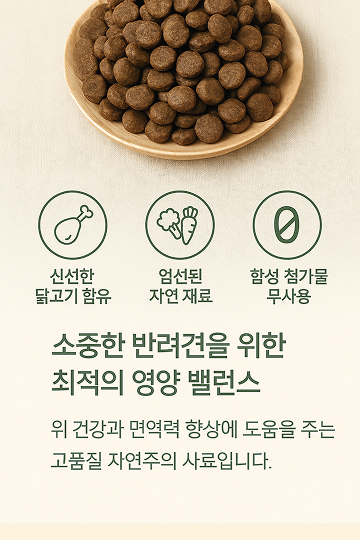 신선한
닭고기 함유
엄선된
자연 재료
함성 첨가물
무사용
소중한 반려견을 위한
최적의 영양 밸런스
위 건강과 면역력 향상에 도움을 주는
고품질 자연주의 사료입니다.